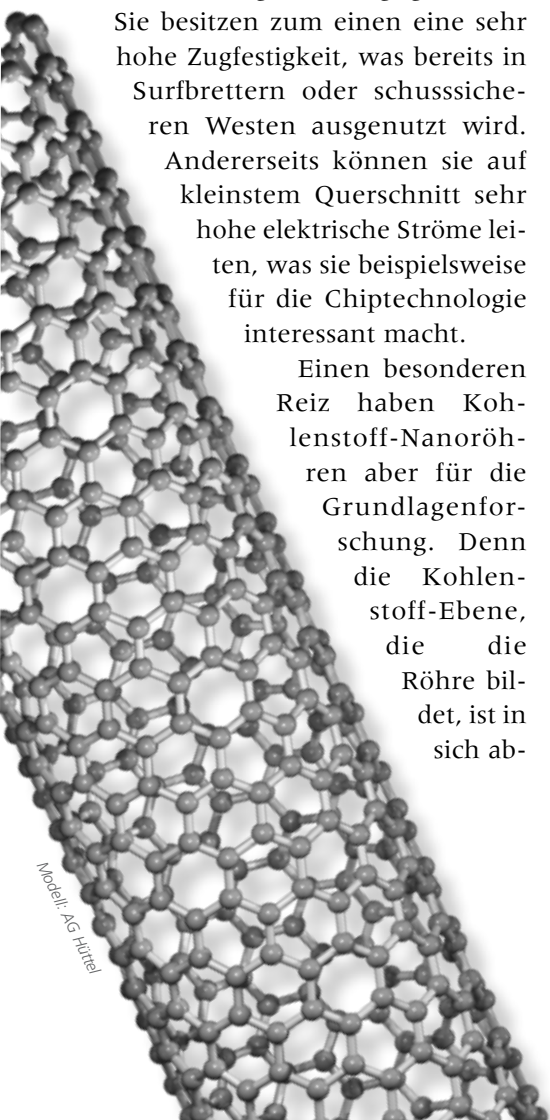 Sie besitzen zum einen eine sehr
hohe Zugfestigkeit, was bereits in
Surfbrettern oder schusssiche-
ren Westen ausgenutzt wird.
Andererseits können sie auf
kleinstem Querschnitt sehr
hohe elektrische Ströme lei-
ten, was sie beispielsweise
für die Chiptechnologie
interessant macht.
Einen besonderen
Reiz haben Koh-
lenstoff-Nanoröh-
ren aber für die
Grundlagenfor-
schung. Denn
die Kohlen-
stoff-Ebene,
die die
Röhre bil-
det, ist in
sich ab-
Modell: AG Hüttel